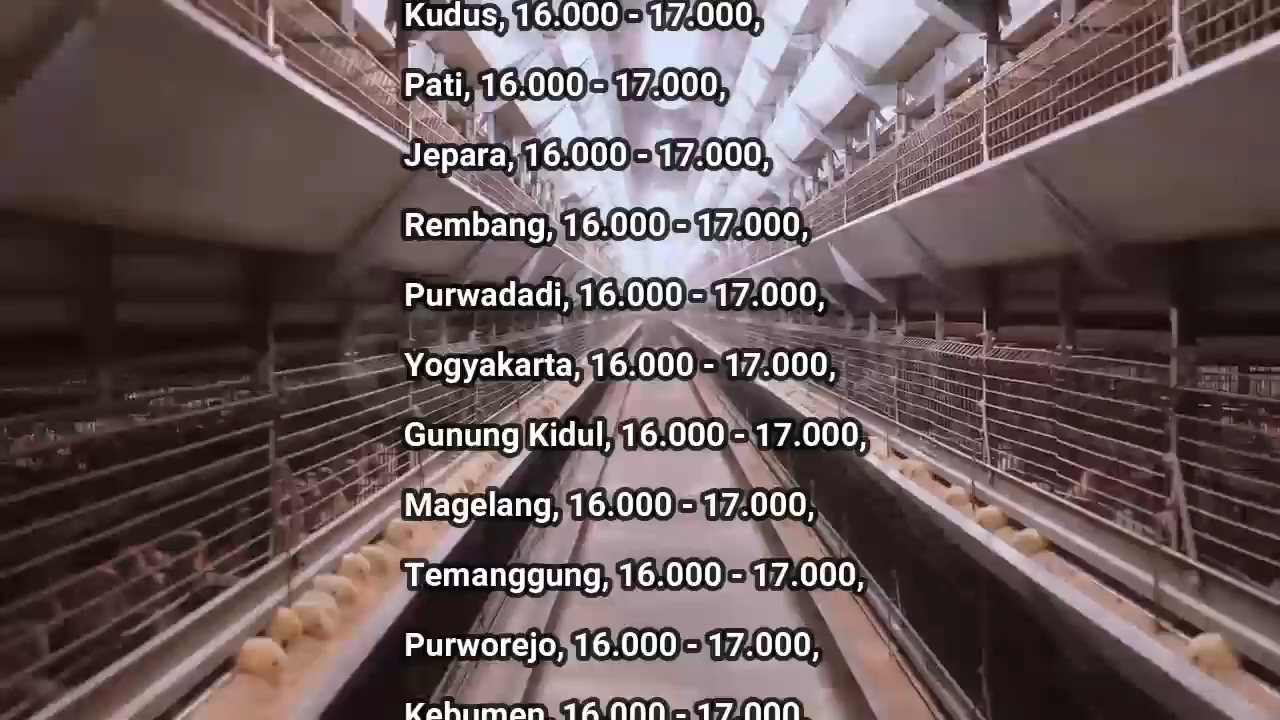 Kudus, 16.000 - 17.000,
Pati, 16.000 - 17.000,
Jepara, 16.000 - 17.000,
Rembang, 16.000 - 17.000,
Purwadadi, 16.000 - 17.000,
Yogyakarta, 16.000 - 17.000,
Gunung Kidul, 16.000 - 17.000,
Magelang, 16.000 - 17.000,
Temanggung, 16.000 - 17.000,
Purworejo, 16.000 - 17.000,
Kebumen, 16.000 - 17.000,